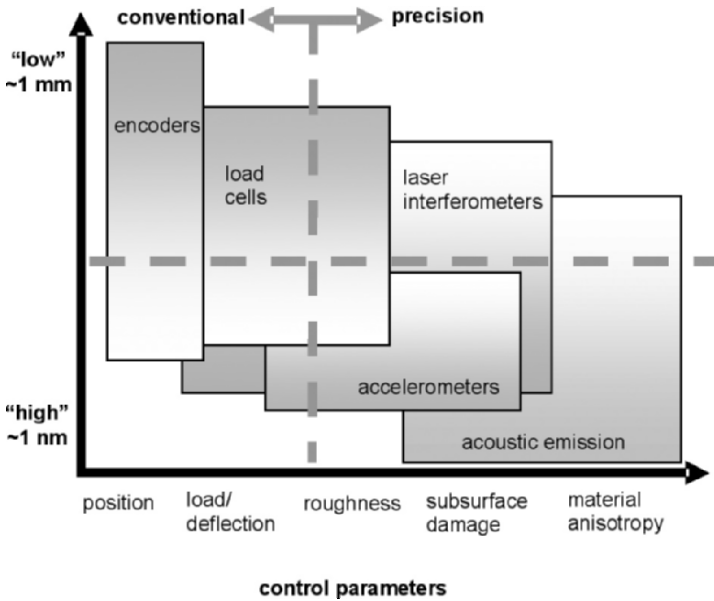 conventional
precision
“low”
~1 mm
encoders
load
cells
laser
interferometers
accelerometers
“high”
~1 nm
acoustic emission
position
load/
deflection
roughness
subsurface
damage
material
anisotropy
control parameters